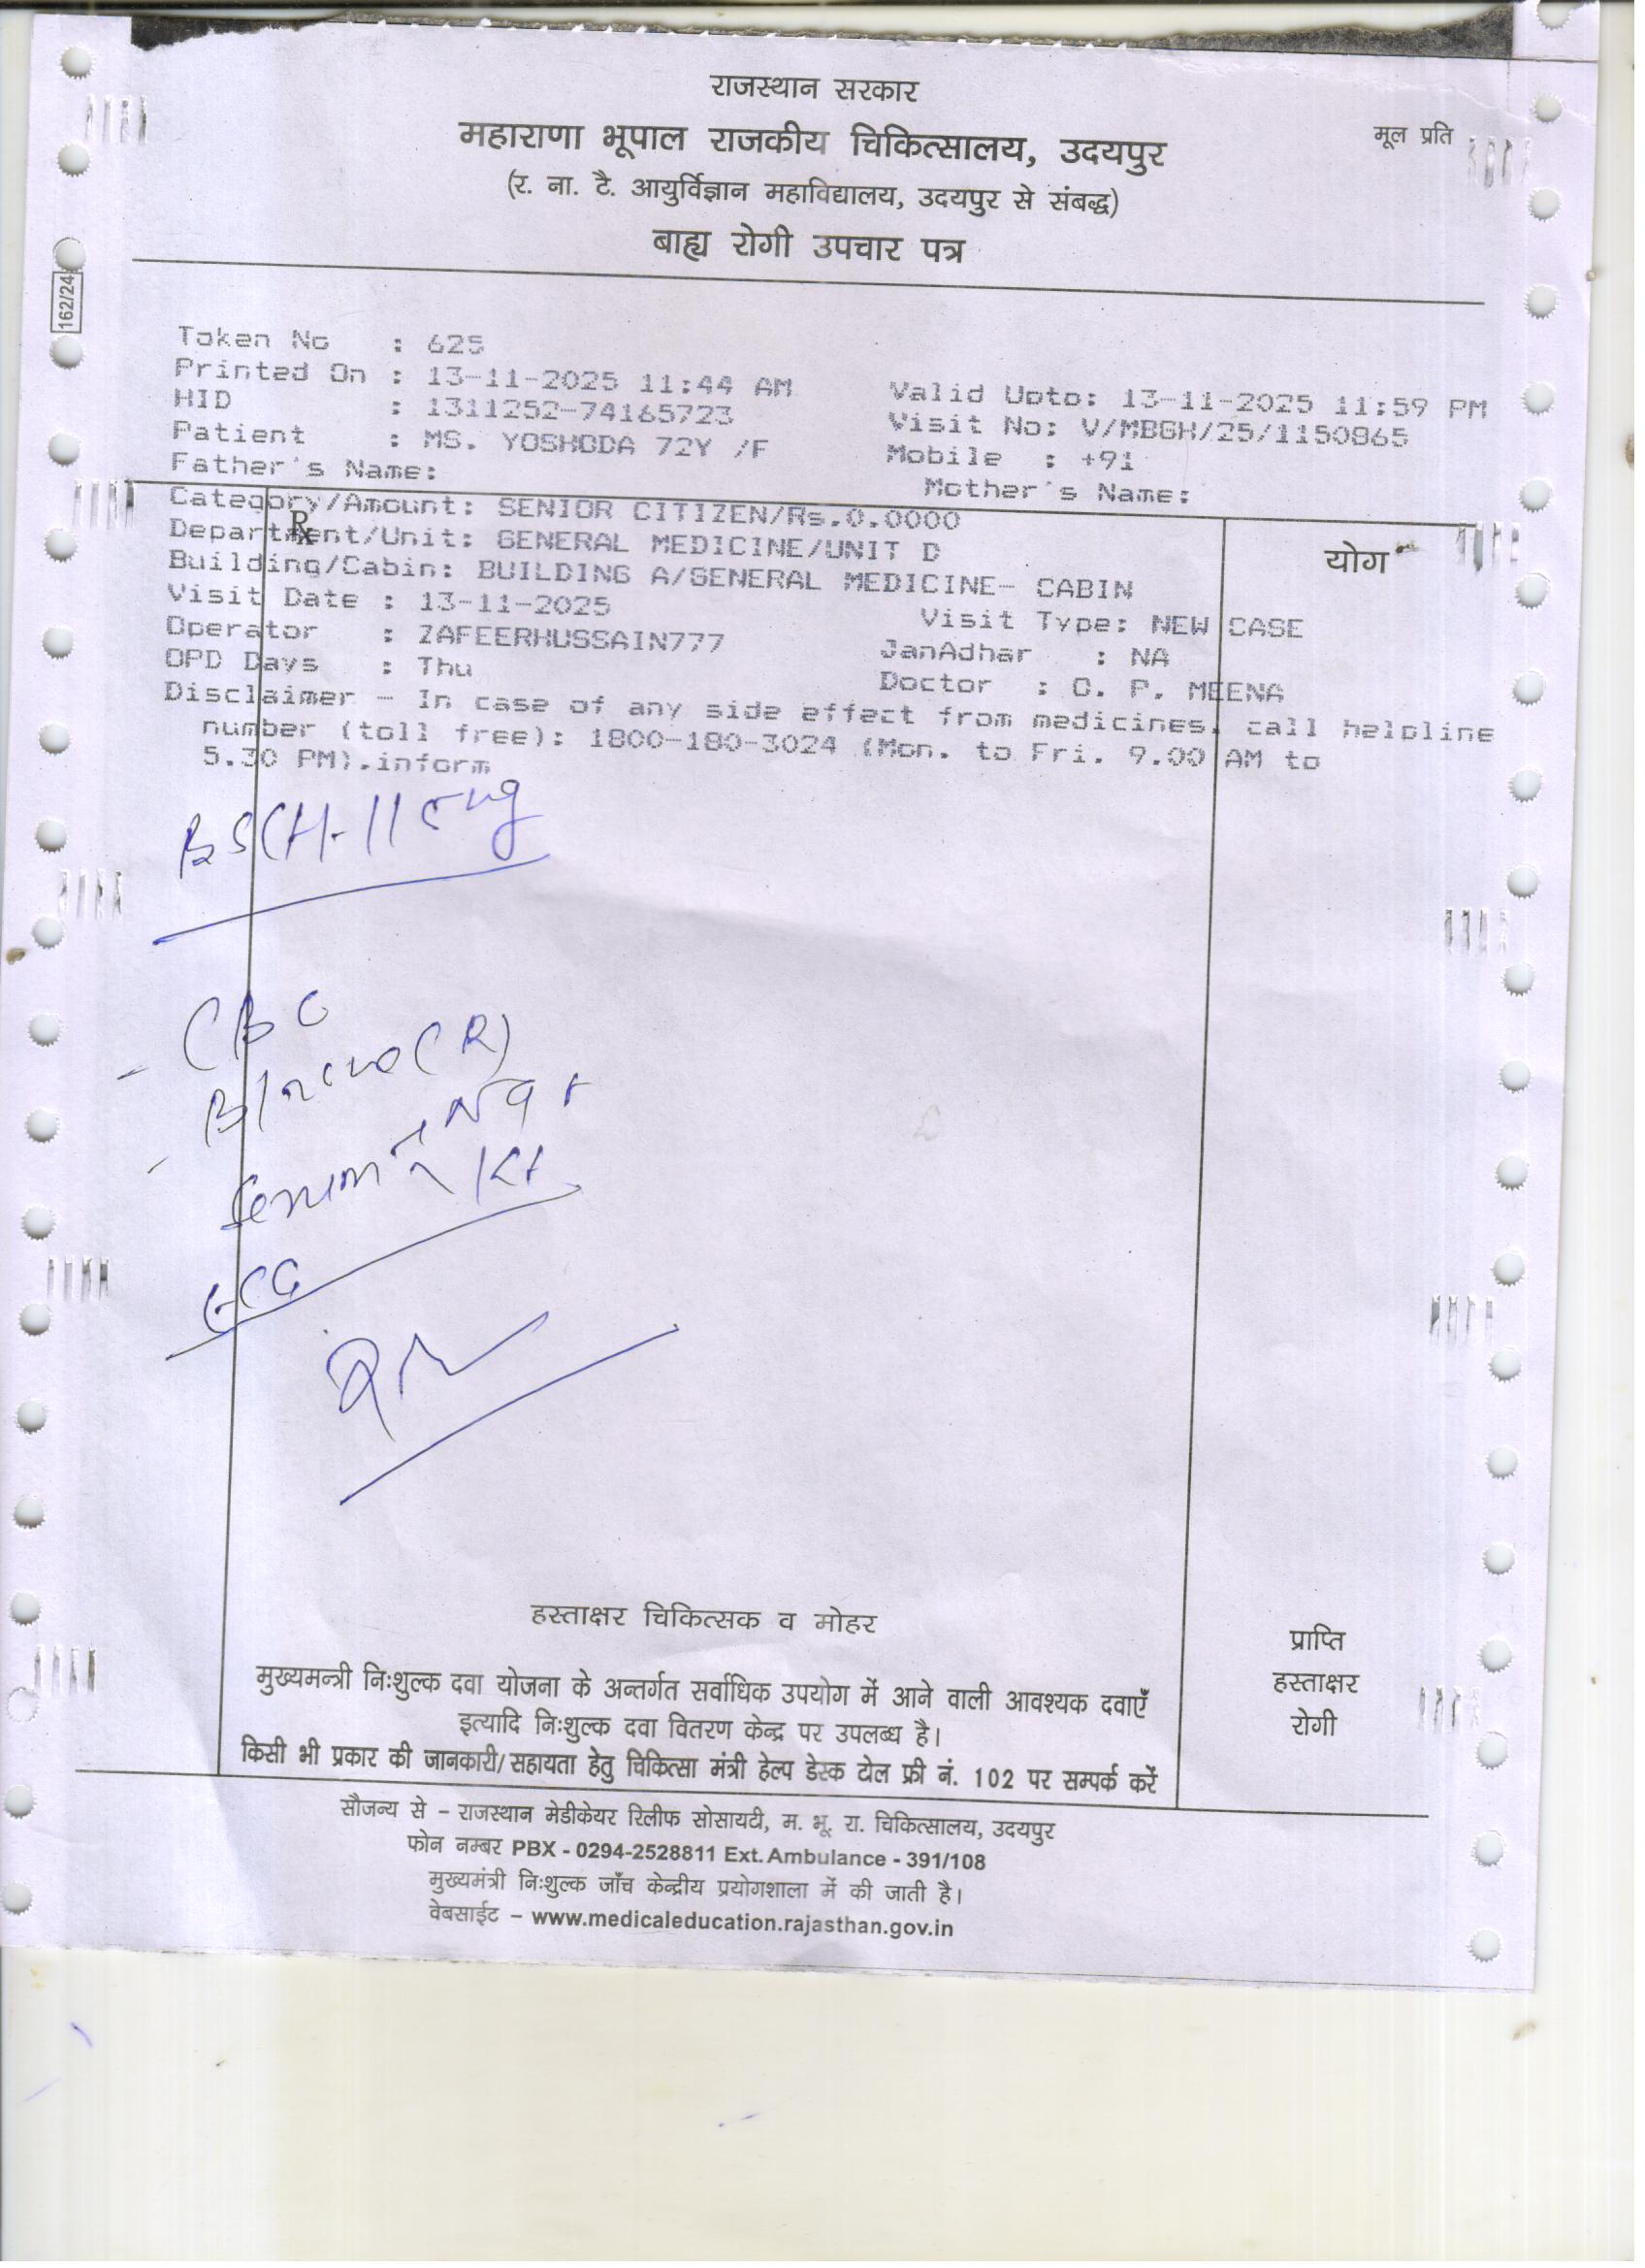 राजस्थान सरकार
महाराणा भूपाल राजकीय चिकित्सालय, उदयपुर
मूल प्रति
(र. ना. टै. आयुर्विज्ञान महाविद्यालय, उदयपुर से संबद्ध)
बाह्य रोगी उपचार पत्र
162/24
Token No : 625
Printed On : 13-11-2025 11:44 AM Valid Upto: 13-11-2025 11:59 PM
HID : 1311252-74165723 Visit No: V/MBGH/25/1150865
Patient : MS. YOSHODA 72Y /F Mobile : +91
Father's Name: Mother's Name:
Category/Amount: SENIOR CITIZEN/Rs.0.0000
℞
योग
Department/Unit: GENERAL MEDICINE/UNIT D
Building/Cabin: BUILDING A/GENERAL MEDICINE- CABIN
Visit Date : 13-11-2025 Visit Type: NEW CASE
Operator : ZAFEERHUSSAIN777 JanAdhar : NA
OPD Days : Thu Doctor : O. P. MEENA
Disclaimer - In case of any side effect from medicines, call helpline
number (toll free): 1800-180-3024 (Mon. to Fri. 9.00 AM to
5.30 PM).inform
- CBC
Serum Na+
K+
ECG
हस्ताक्षर चिकित्सक व मोहर
प्राप्ति
हस्ताक्षर
रोगी
मुख्यमन्त्री निःशुल्क दवा योजना के अन्तर्गत सर्वाधिक उपयोग में आने वाली आवश्यक दवाएँ
इत्यादि निःशुल्क दवा वितरण केन्द्र पर उपलब्ध है।
किसी भी प्रकार की जानकारी/सहायता हेतु चिकित्सा मंत्री हेल्प डेस्क टोल फ्री नं. 102 पर सम्पर्क करें
सौजन्य से – राजस्थान मेडीकेयर रिलीफ सोसायटी, म. भू. रा. चिकित्सालय, उदयपुर
फोन नम्बर PBX - 0294-2528811 Ext. Ambulance - 391/108
मुख्यमंत्री निःशुल्क जाँच केन्द्रीय प्रयोगशाला में की जाती है।
वेबसाईट – www.medicaleducation.rajasthan.gov.in